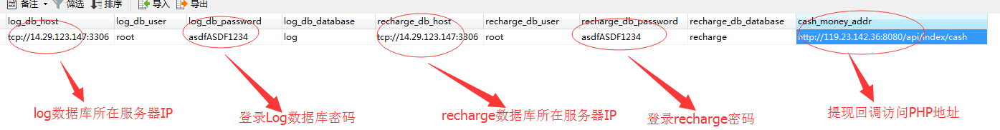 备注 筛选 排序 导入 导出
log_db_host log_db_user log_db_password log_db_database recharge_db_host recharge_db_user recharge_db_password recharge_db_database cash_money_addr
tcp://14.29.123.147:3306 root asdfASDF1234 log tcp://14.29.123.147:3306 root asdfASDF1234 recharge http://119.23.142.36:8080/api/index/cash
log数据库所在服务器IP 登录Log数据库密码 recharge数据库所在服务器IP 登录recharge密码 提现回调访问PHP地址